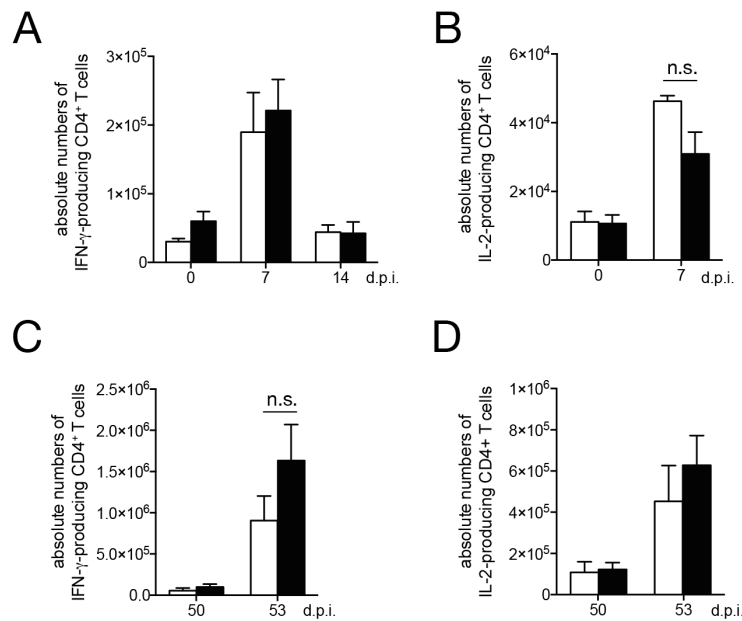 A
absolute numbers of
IFN-γ-producing CD4⁺ T cells
3×10⁵
2×10⁵
1×10⁵
0
0 7 14 d.p.i.
B
absolute numbers of
IL-2-producing CD4⁺ T cells
6×10⁴
4×10⁴
2×10⁴
0
n.s.
0 7 d.p.i.
C
absolute numbers of
IFN-γ-producing CD4⁺ T cells
2.5×10⁶
2.0×10⁶
1.5×10⁶
1.0×10⁶
5.0×10⁵
0.0
n.s.
50 53 d.p.i.
D
absolute numbers of
IL-2-producing CD4+ T cells
1×10⁶
8×10⁵
6×10⁵
4×10⁵
2×10⁵
0
50 53 d.p.i.